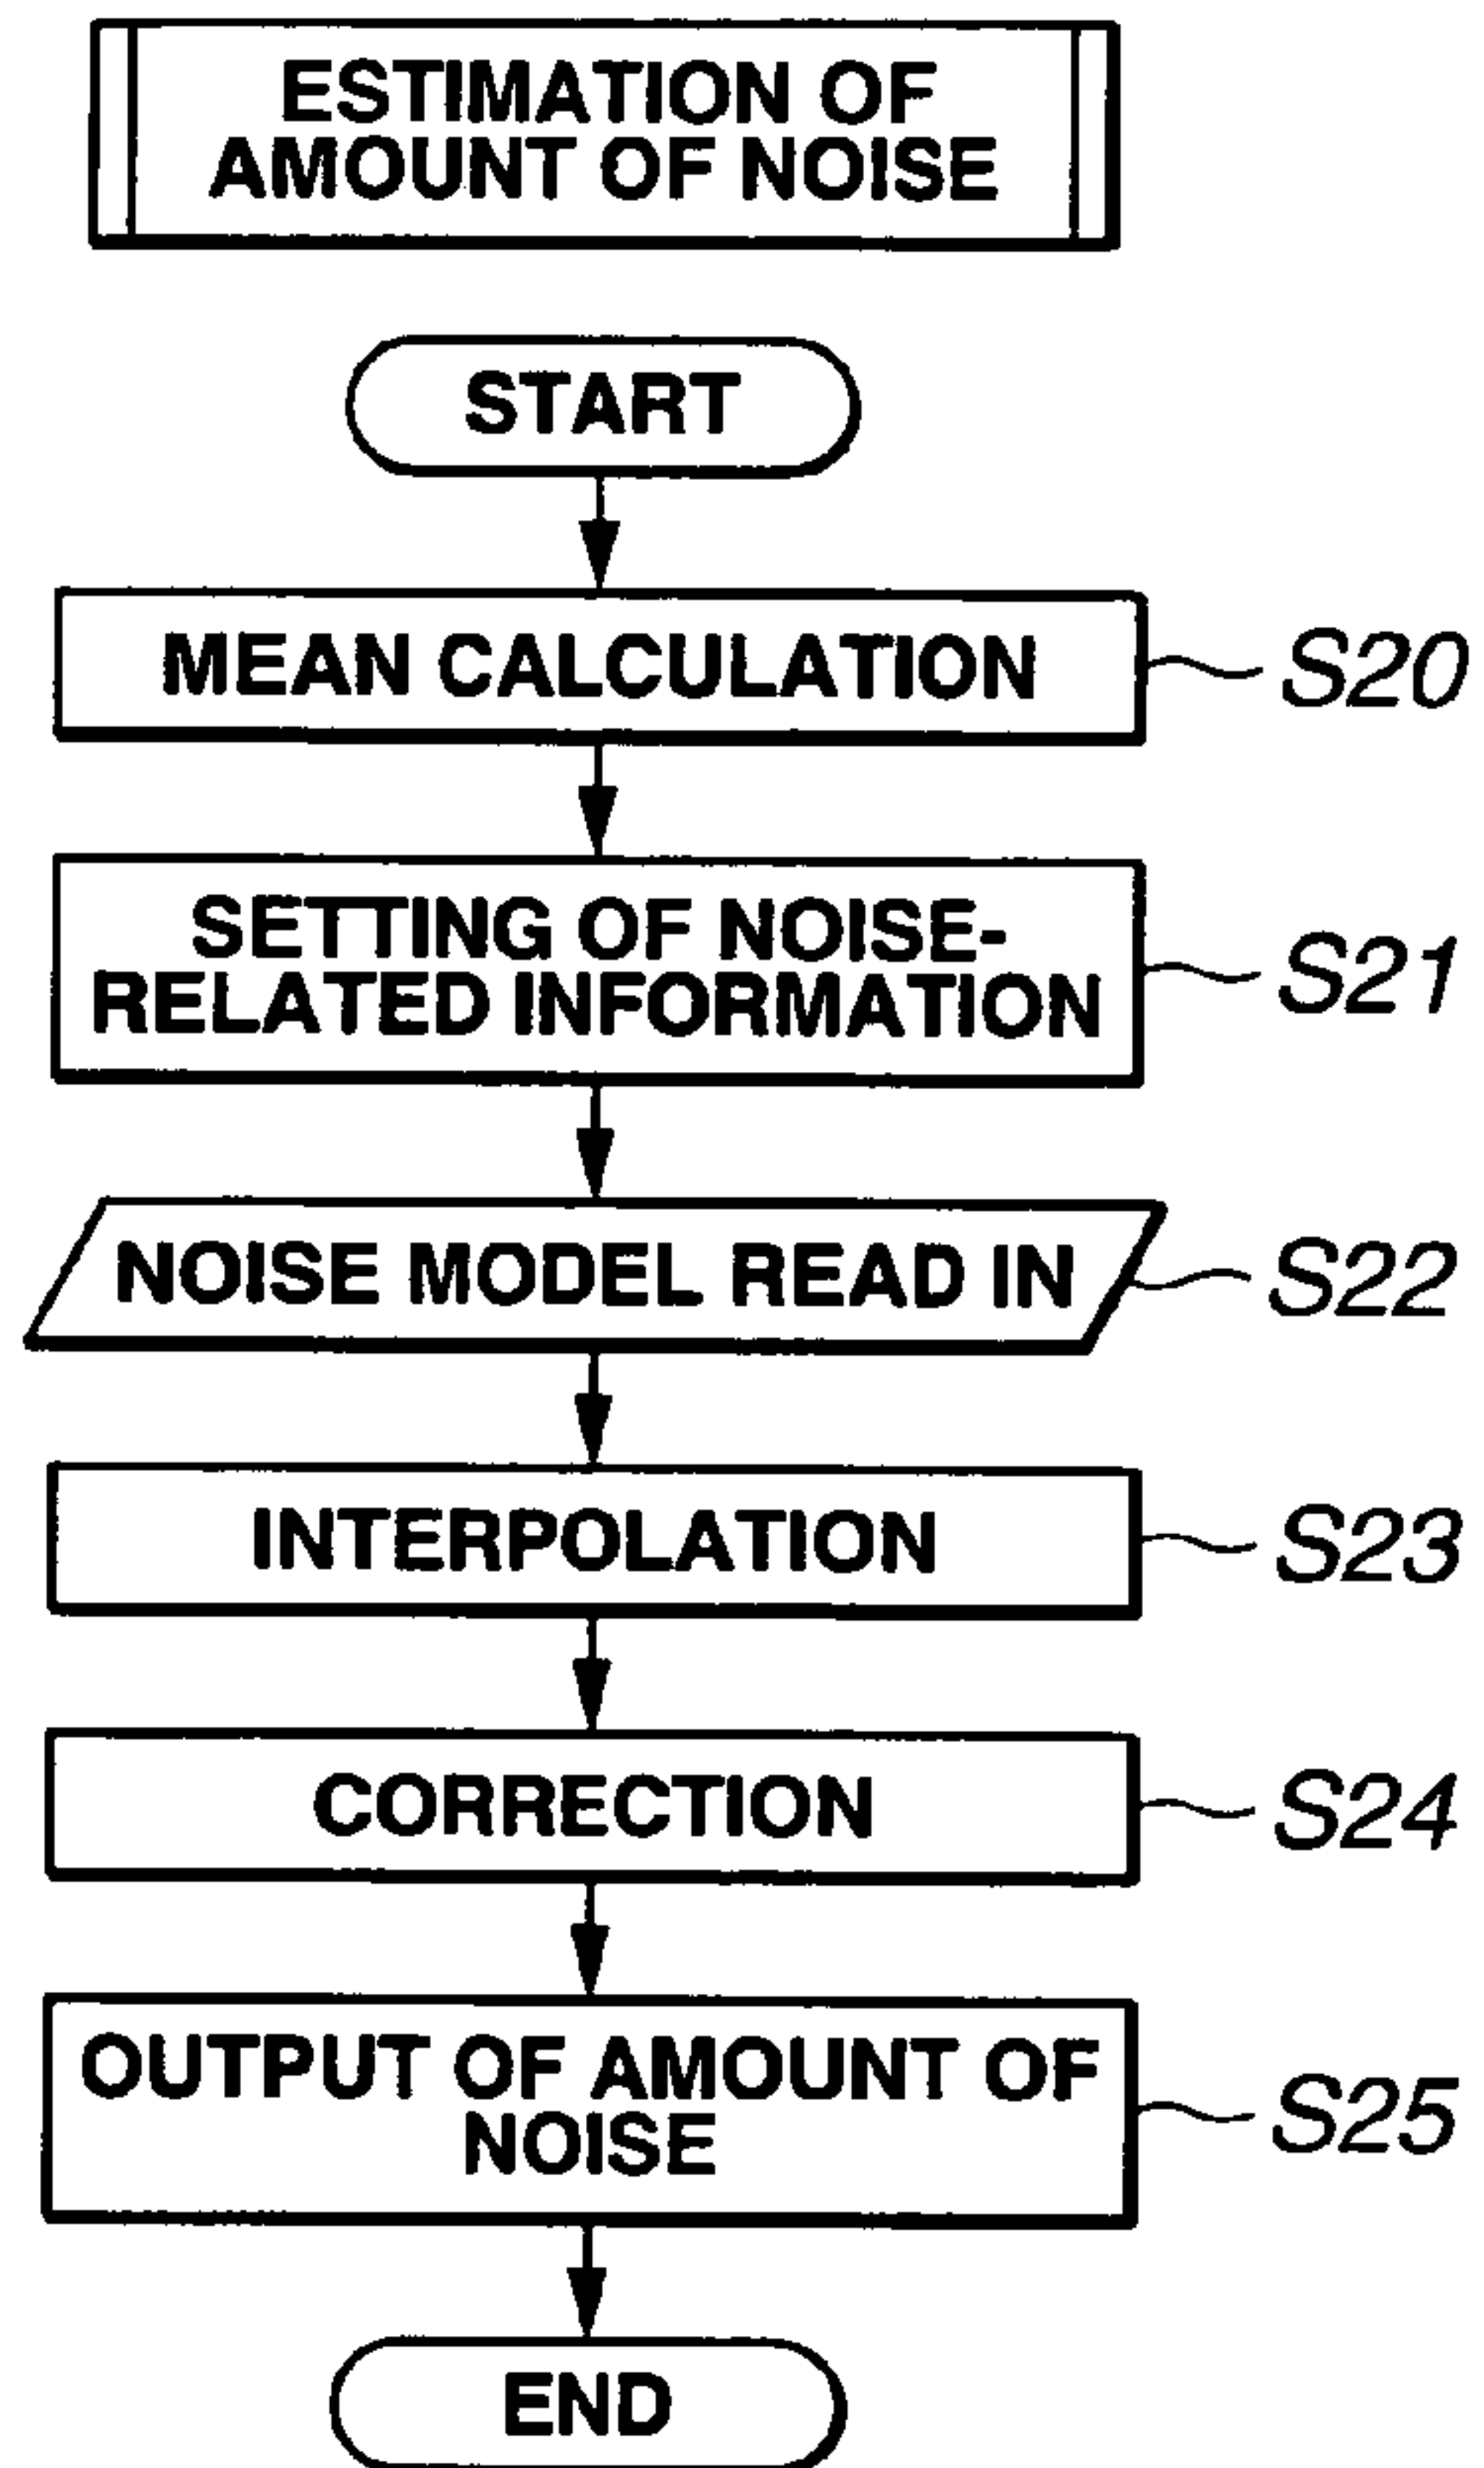 ESTIMATION OF
AMOUNT OF NOISE
START
MEAN CALCULATION
S20
SETTING OF NOISE-
RELATED INFORMATION
S21
NOISE MODEL READ IN
S22
INTERPOLATION
S23
CORRECTION
S24
OUTPUT OF AMOUNT OF
NOISE
S25
END